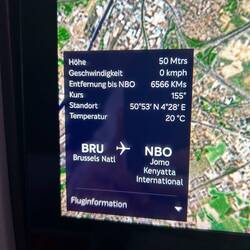 Höhe 50 Mtrs
Geschwindigkeit 0 kmph
Entfernung bis NBO 6566 KMs
Kurs 155°
Standort 50°53' N 4°28' E
Temperatur 20 °C
BRU NBO
Brussels Natl Jomo
Kenyatta
International
Fluginformation